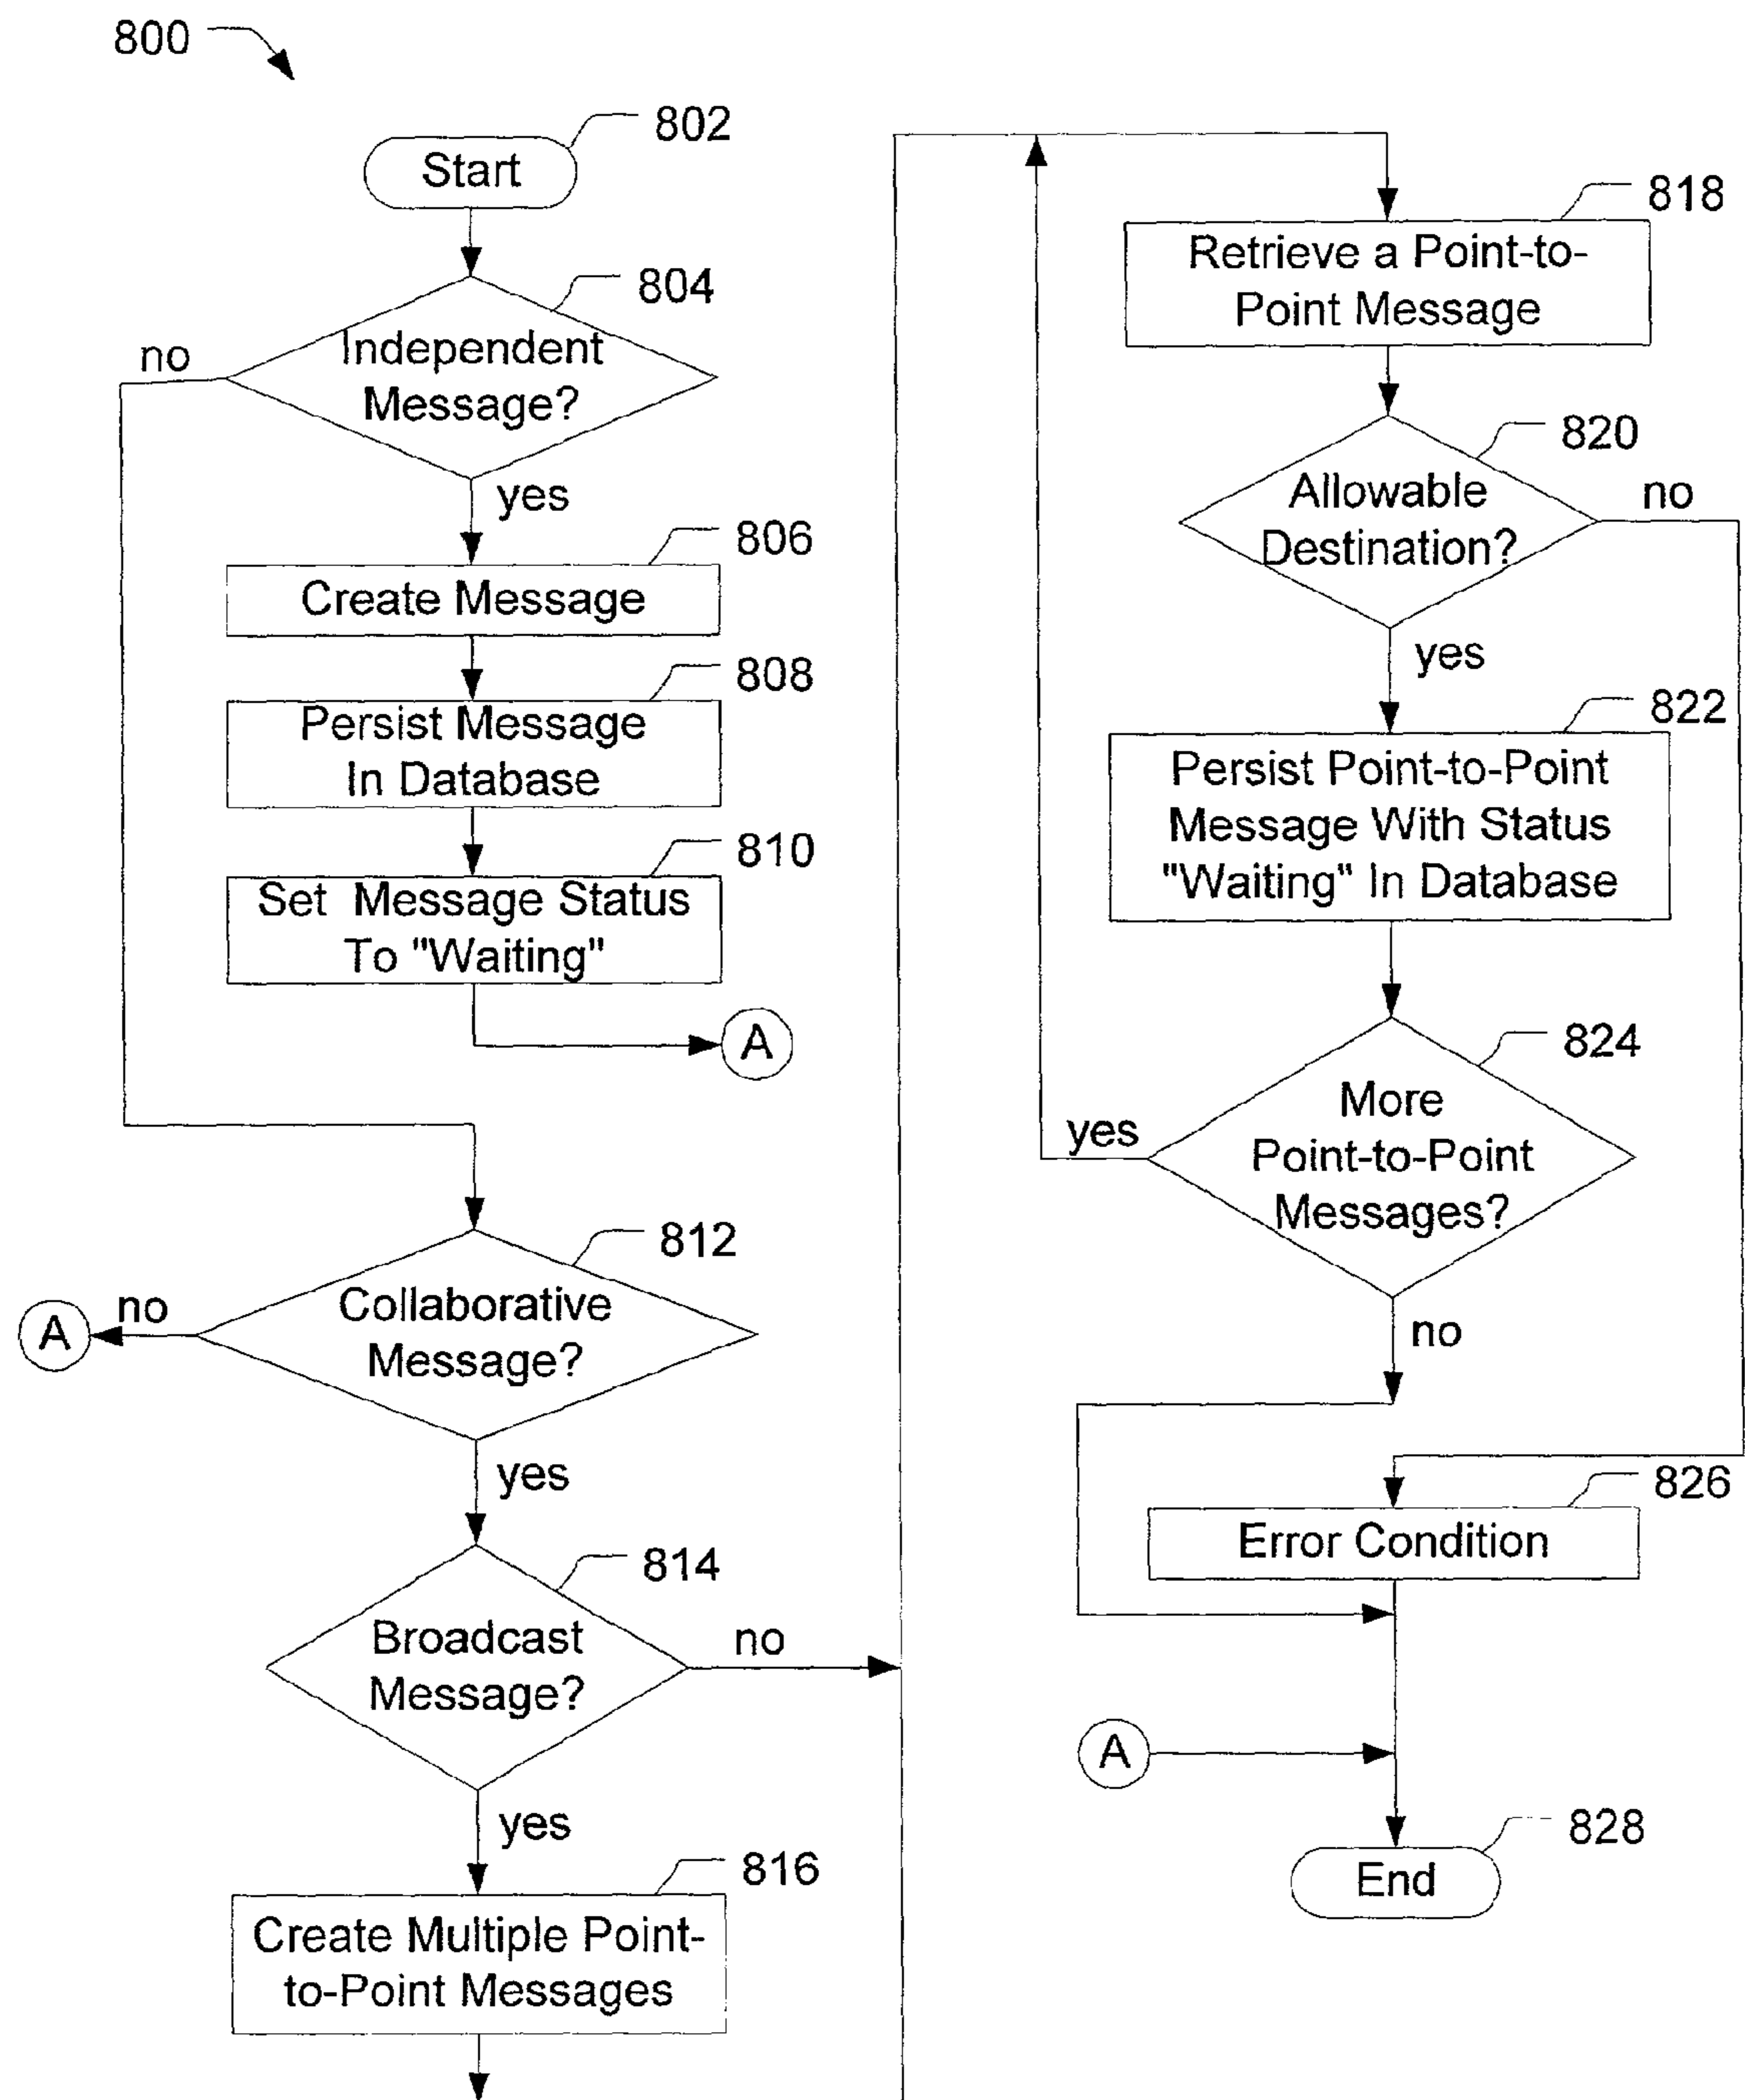 800
802
Start
804
Independent
Message?
no
yes
806
Create Message
808
Persist Message
In Database
810
Set Message Status
To "Waiting"
A
812
Collaborative
Message?
no
A
yes
814
Broadcast
Message?
no
yes
816
Create Multiple Point-
to-Point Messages
818
Retrieve a Point-to-
Point Message
820
Allowable
Destination?
no
yes
822
Persist Point-to-Point
Message With Status
"Waiting" In Database
824
More
Point-to-Point
Messages?
yes
no
826
Error Condition
A
828
End